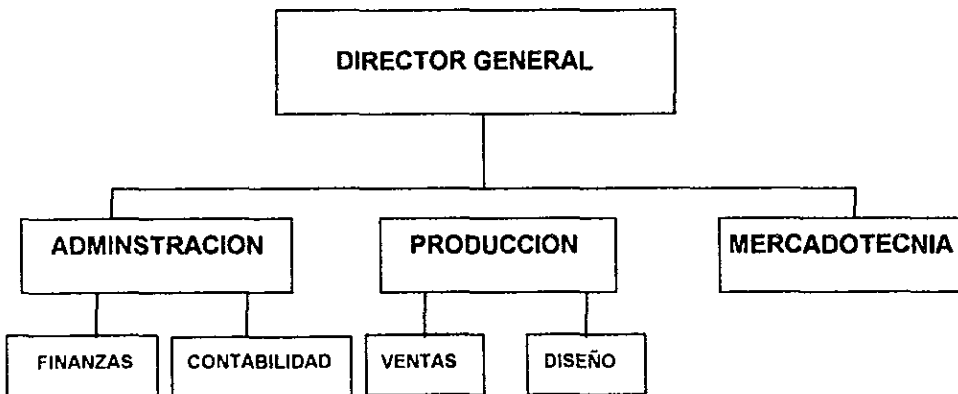 DIRECTOR GENERAL
ADMINSTRACION
PRODUCCION
MERCADOTECNIA
FINANZAS
CONTABILIDAD
VENTAS
DISEÑO